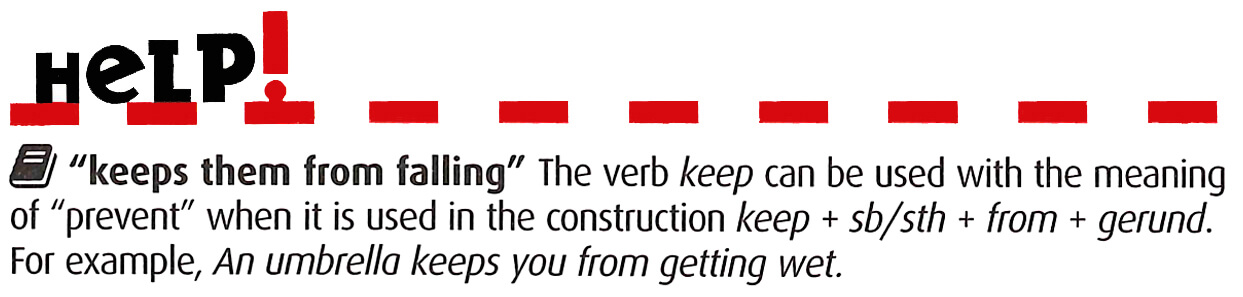 HeLP!
“keeps them from falling” The verb keep can be used with the meaning
of “prevent” when it is used in the construction keep + sb/sth + from + gerund.
For example, An umbrella keeps you from getting wet.